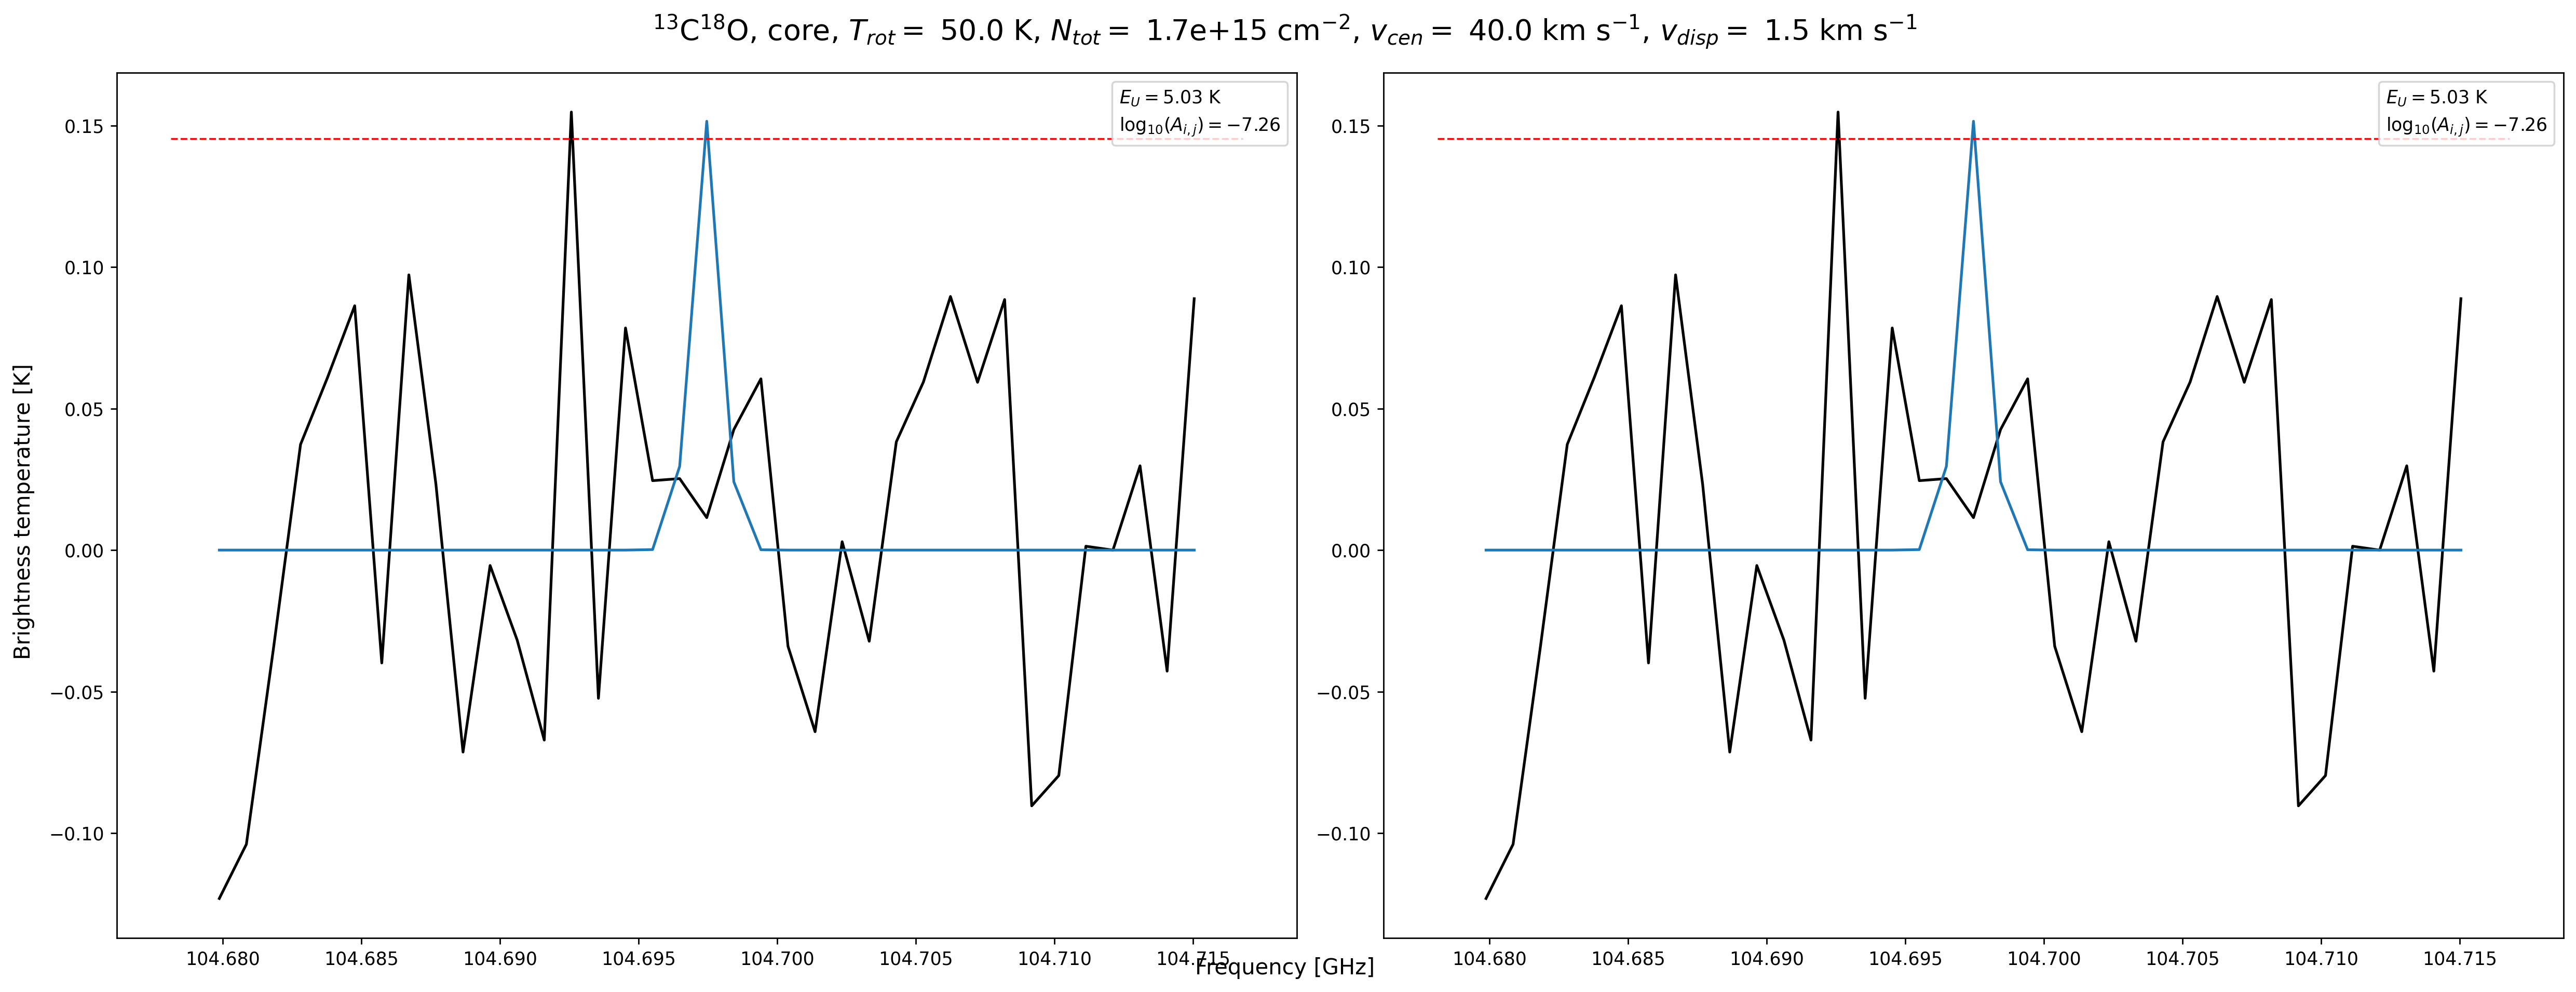 ¹³C¹⁸O, core, T_rot = 50.0 K, N_tot = 1.7e+15 cm⁻², v_cen = 40.0 km s⁻¹, v_disp = 1.5 km s⁻¹
Brightness temperature [K]
0.15
0.10
0.05
0.00
−0.05
−0.10
E_U = 5.03 K
log₁₀(A_i,j) = −7.26
104.680 104.685 104.690 104.695 104.700 104.705 104.710 104.715
0.15
0.10
0.05
0.00
−0.05
−0.10
E_U = 5.03 K
log₁₀(A_i,j) = −7.26
104.680 104.685 104.690 104.695 104.700 104.705 104.710 104.715
Frequency [GHz]